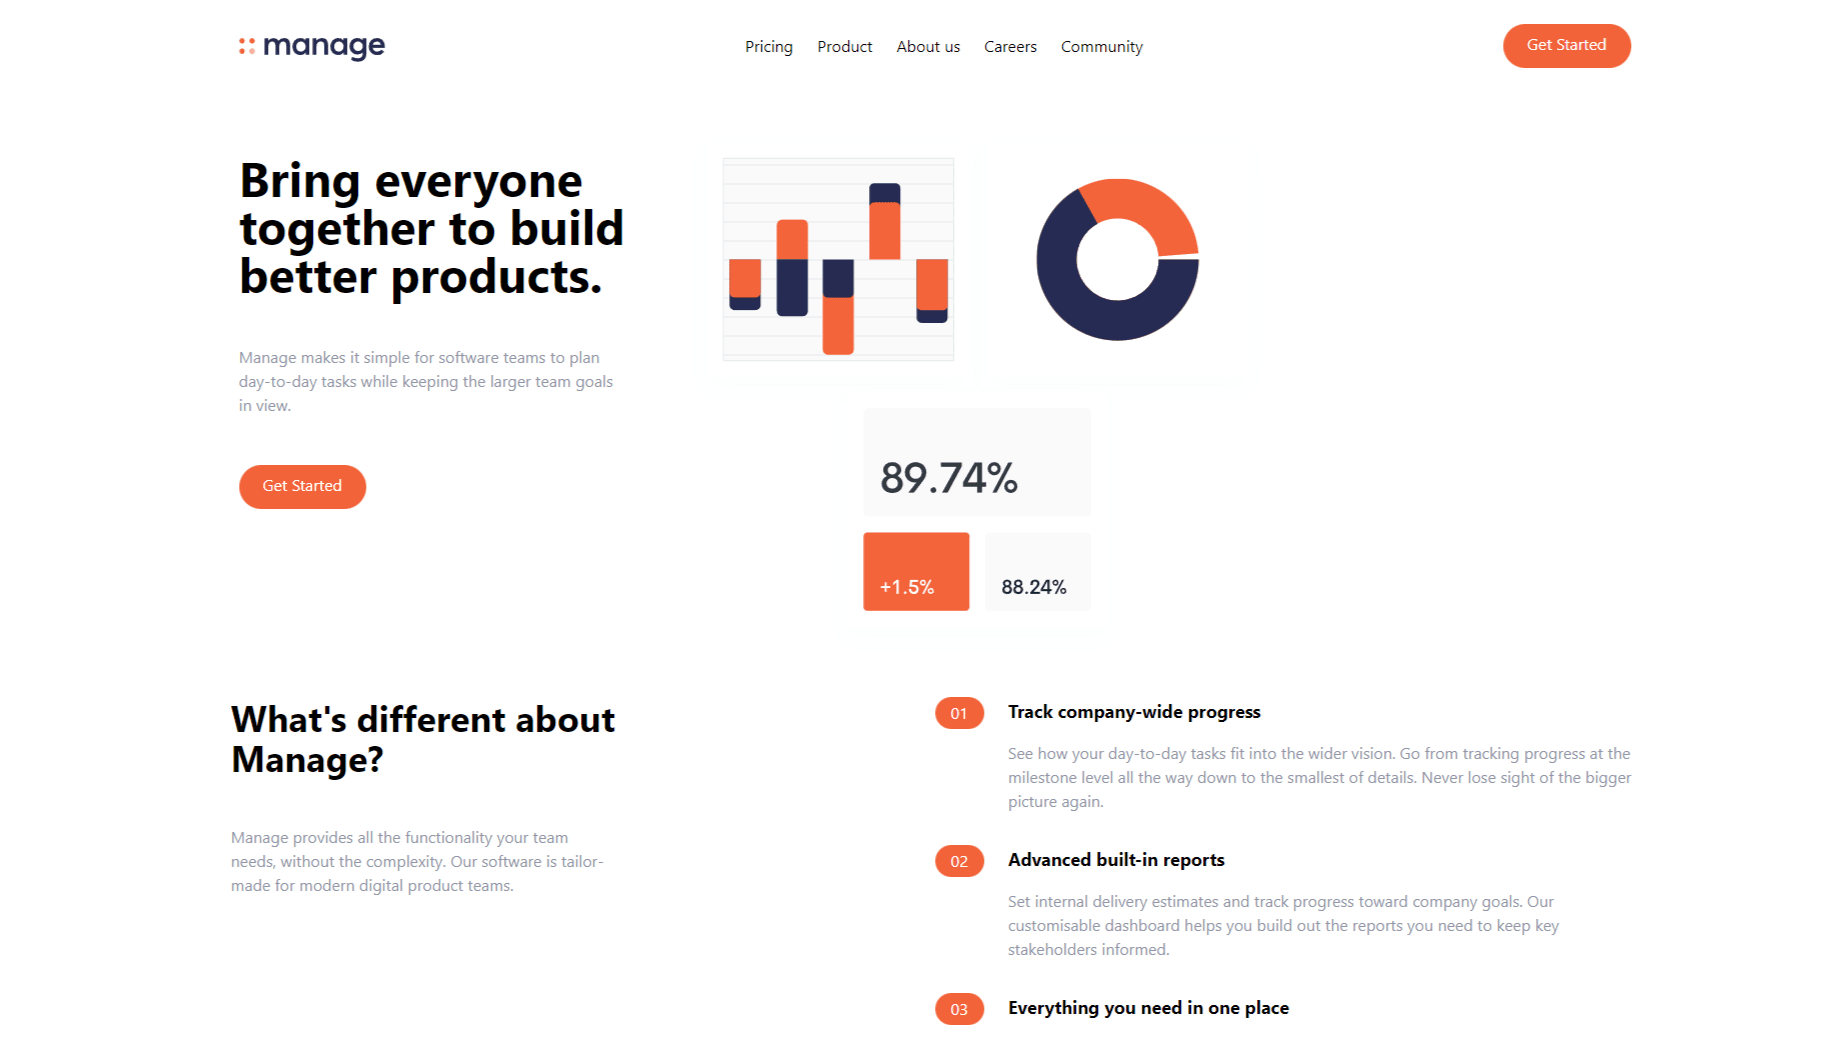 manage
Pricing Product About us Careers Community
Get Started
Bring everyone
together to build
better products.
Manage makes it simple for software teams to plan
day-to-day tasks while keeping the larger team goals
in view.
Get Started
89.74%
+1.5%
88.24%
What's different about
Manage?
Manage provides all the functionality your team
needs, without the complexity. Our software is tailor-
made for modern digital product teams.
01 Track company-wide progress
See how your day-to-day tasks fit into the wider vision. Go from tracking progress at the
milestone level all the way down to the smallest of details. Never lose sight of the bigger
picture again.
02 Advanced built-in reports
Set internal delivery estimates and track progress toward company goals. Our
customisable dashboard helps you build out the reports you need to keep key
stakeholders informed.
03 Everything you need in one place